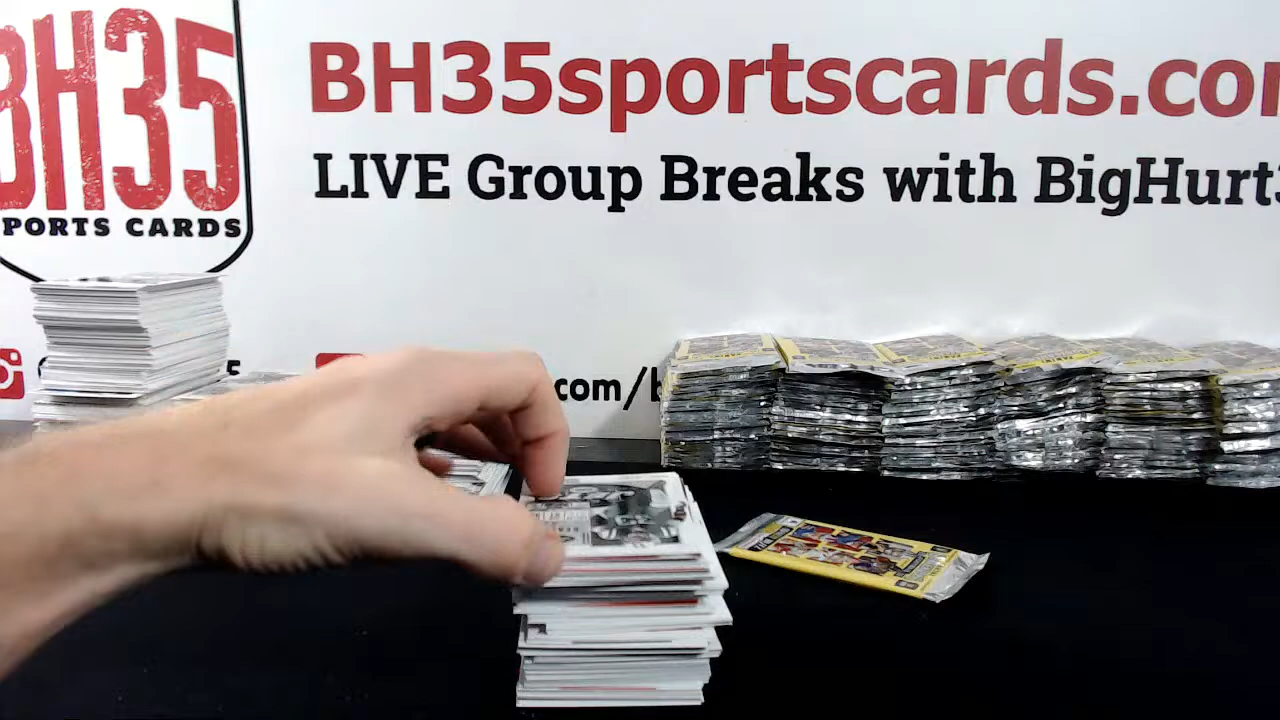 BH35
PORTS CARDS
BH35sportscards.co
LIVE Group Breaks with BigHurt
.com/b